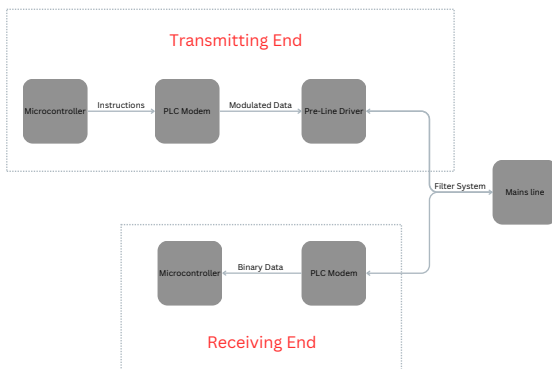 Transmitting End
Microcontroller
Instructions
PLC Modem
Modulated Data
Pre-Line Driver
Filter System
Mains line
Microcontroller
Binary Data
PLC Modem
Receiving End